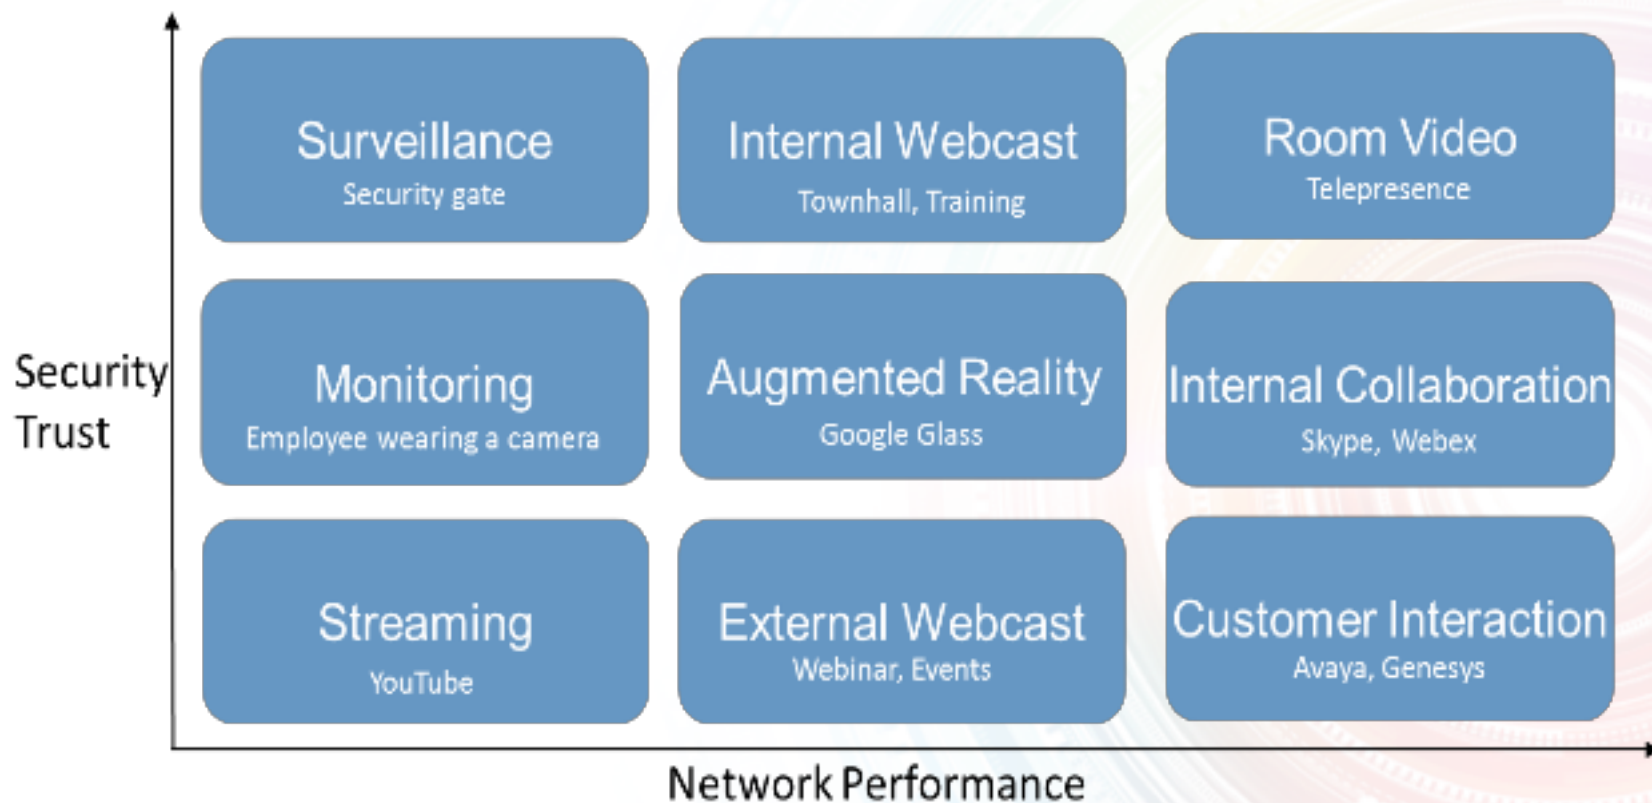 Surveillance
Security gate
Internal Webcast
Townhall, Training
Room Video
Telepresence
Security
Trust
Monitoring
Employee wearing a camera
Augmented Reality
Google Glass
Internal Collaboration
Skype, Webex
Streaming
YouTube
External Webcast
Webinar, Events
Customer Interaction
Avaya, Genesys
Network Performance